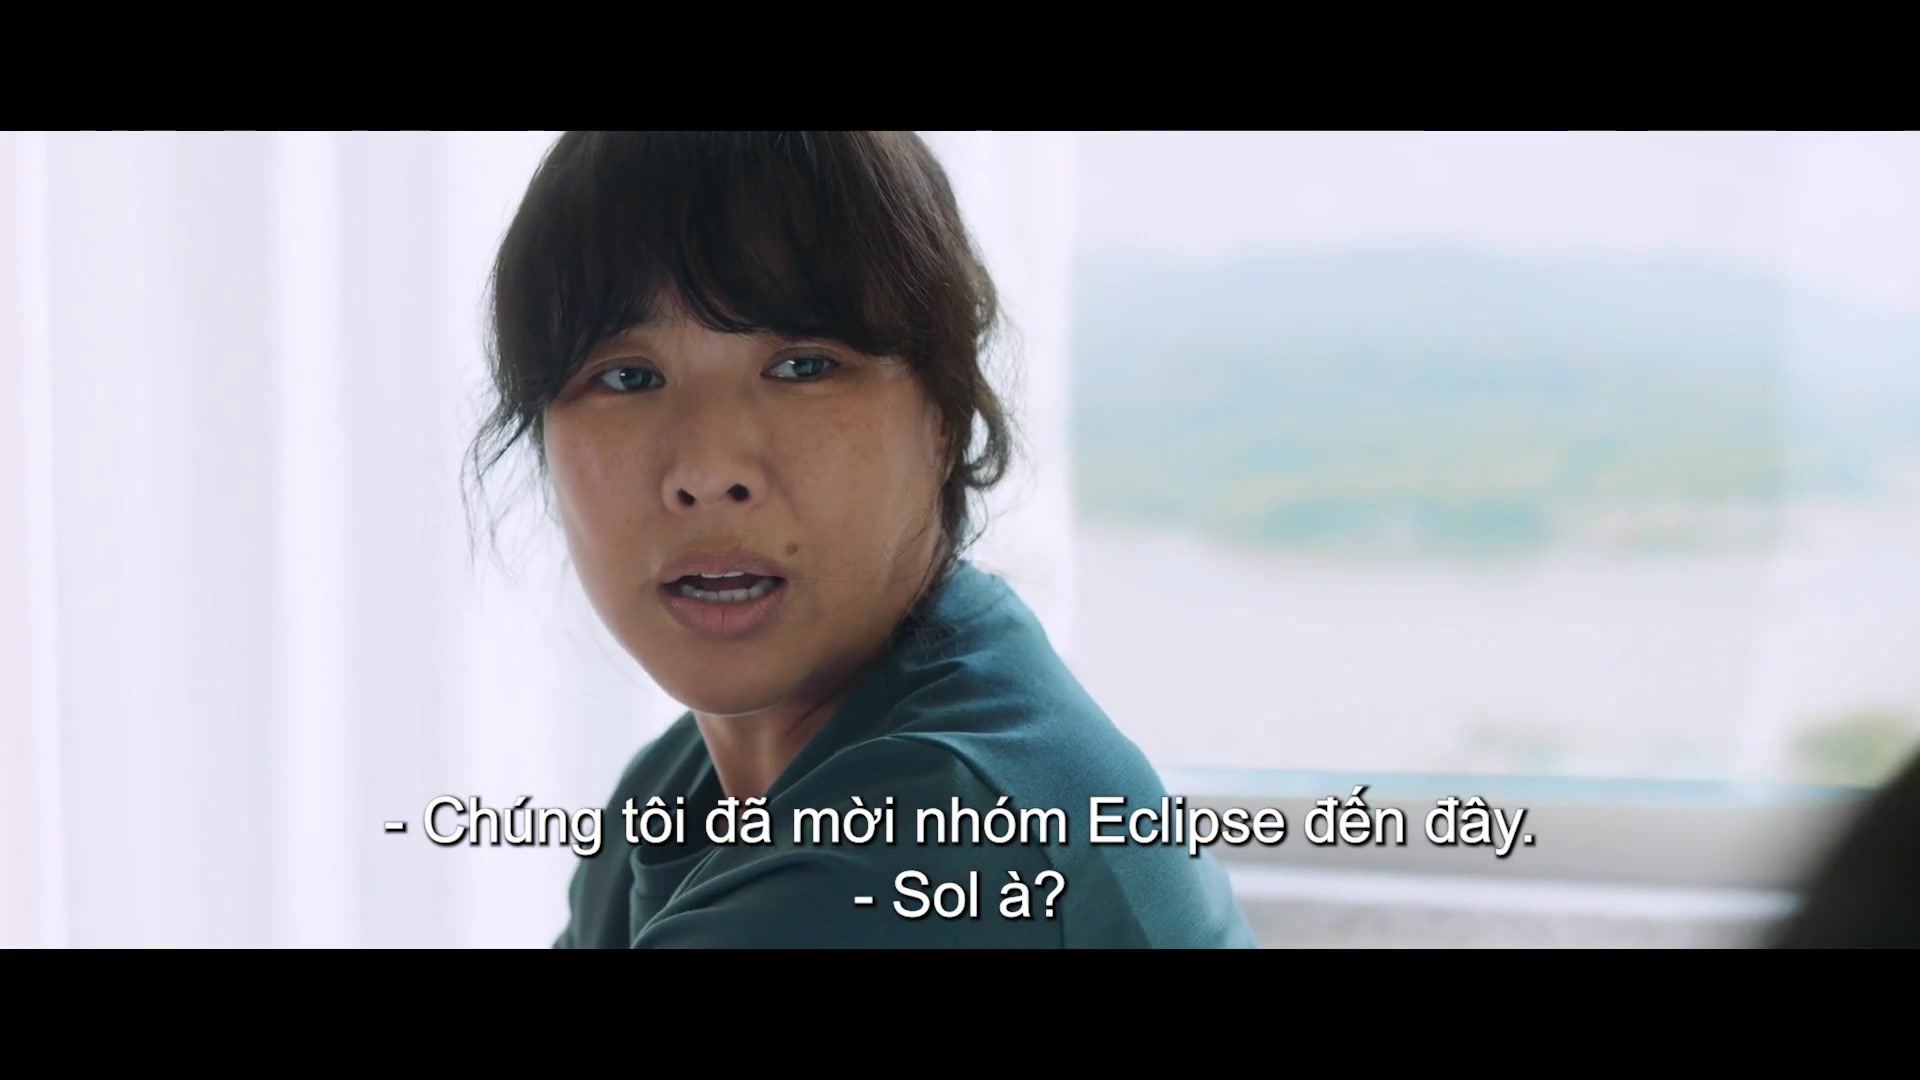 - Chúng tôi đã mời nhóm Eclipse đến đây.
- Sol à?